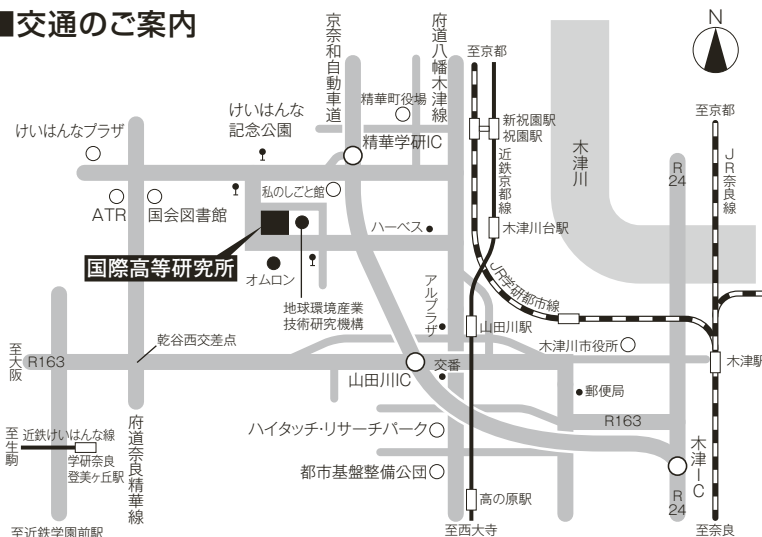 ■交通のご案内
N
京奈和自動車道
府道八幡木津線
至京都
至京都
精華町役場
けいはんな
記念公園
けいはんなプラザ
精華学研IC
新祝園駅
祝園駅
近鉄京都線
木津川
R
24
JR奈良線
私のしごと館
ATR
国会図書館
ハーベス
木津川台駅
国際高等研究所
オムロン
地球環境産業
技術研究機構
アルプラザ
JR学研都市線
山田川駅
乾谷西交差点
木津川市役所
至大阪
R163
山田川IC
交番
木津駅
郵便局
R163
至生駒
近鉄けいはんな線
学研奈良
登美ヶ丘駅
府道奈良精華線
ハイタッチ・リサーチパーク
都市基盤整備公団
木津IC
高の原駅
R
24
至近鉄学園前駅
至西大寺
至奈良